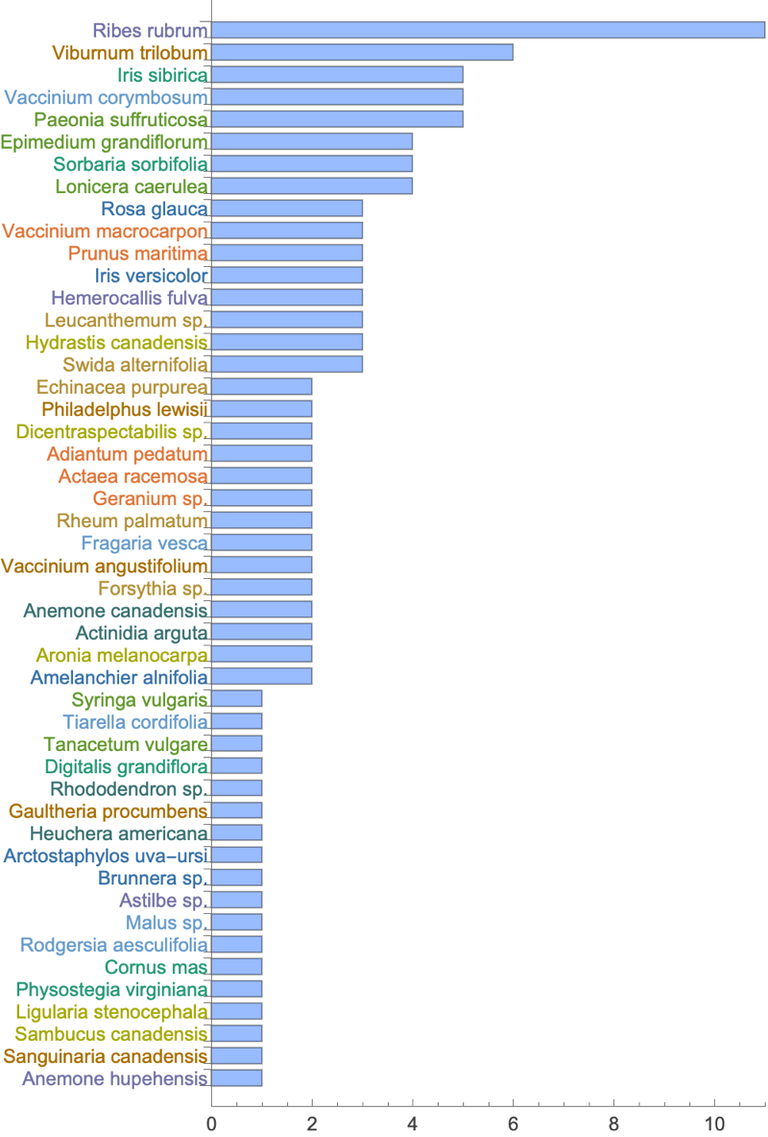 Ribes rubrum
Viburnum trilobum
Iris sibirica
Vaccinium corymbosum
Paeonia suffruticosa
Epimedium grandiflorum
Sorbaria sorbifolia
Lonicera caerulea
Rosa glauca
Vaccinium macrocarpon
Prunus maritima
Iris versicolor
Hemerocallis fulva
Leucanthemum sp.
Hydrastis canadensis
Swida alternifolia
Echinacea purpurea
Philadelphus lewisii
Dicentraspectabilis sp.
Adiantum pedatum
Actaea racemosa
Geranium sp.
Rheum palmatum
Fragaria vesca
Vaccinium angustifolium
Forsythia sp.
Anemone canadensis
Actinidia arguta
Aronia melanocarpa
Amelanchier alnifolia
Syringa vulgaris
Tiarella cordifolia
Tanacetum vulgare
Digitalis grandiflora
Rhododendron sp.
Gaultheria procumbens
Heuchera americana
Arctostaphylos uva−ursi
Brunnera sp.
Astilbe sp.
Malus sp.
Rodgersia aesculifolia
Cornus mas
Physostegia virginiana
Ligularia stenocephala
Sambucus canadensis
Sanguinaria canadensis
Anemone hupehensis
0 2 4 6 8 10